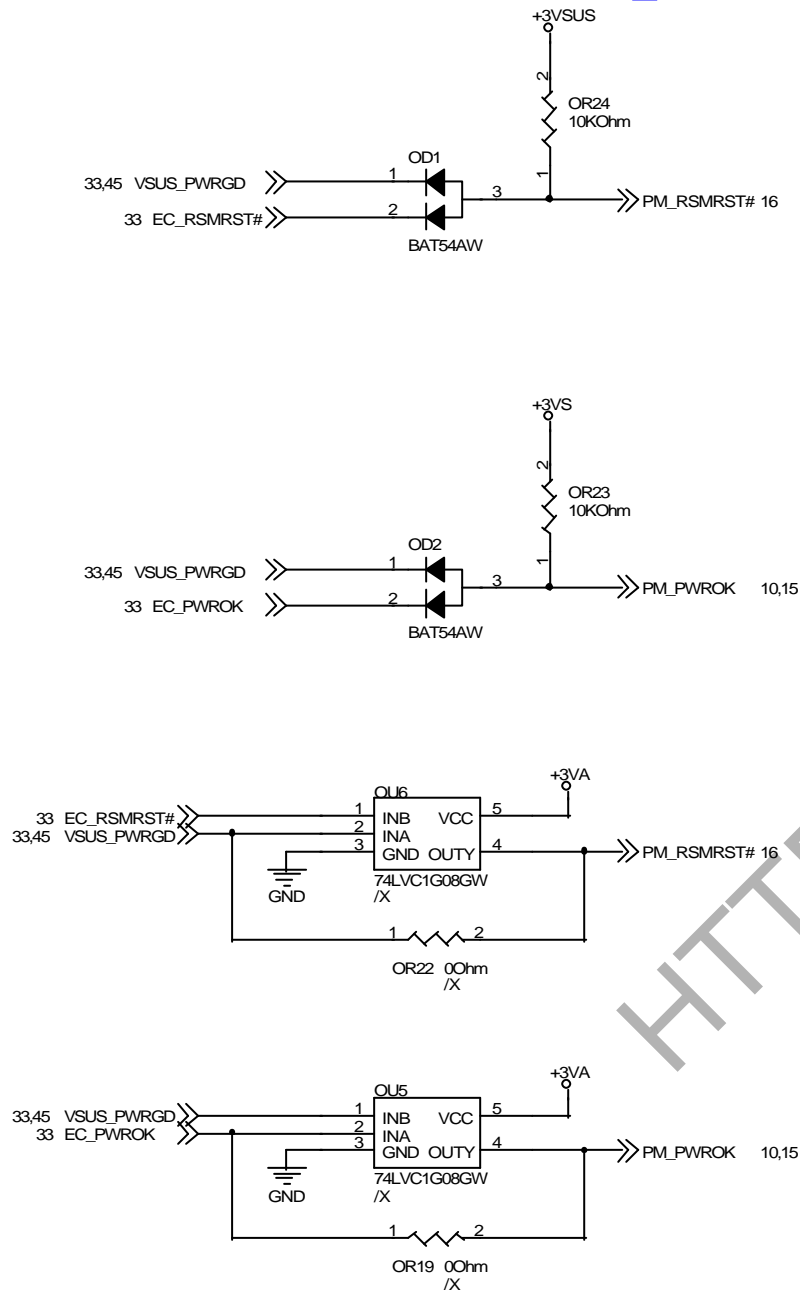 +3VSUS
2
OR24
10KOhm
1
OD1
33,45 VSUS_PWRGD 1
3 PM_RSMRST# 16
33 EC_RSMRST# 2
BAT54AW
+3VS
2
OR23
10KOhm
1
OD2
33,45 VSUS_PWRGD 1
3 PM_PWROK 10,15
33 EC_PWROK 2
BAT54AW
+3VA
OU6
33 EC_RSMRST# 1 INB VCC 5
33,45 VSUS_PWRGD 2 INA
3 GND OUTY 4 PM_RSMRST# 16
GND
74LVC1G08GW
/X
1 2
OR22 0Ohm
/X
+3VA
OU5
33,45 VSUS_PWRGD 1 INB VCC 5
33 EC_PWROK 2 INA
3 GND OUTY 4 PM_PWROK 10,15
GND
74LVC1G08GW
/X
1 2
OR19 0Ohm
/X